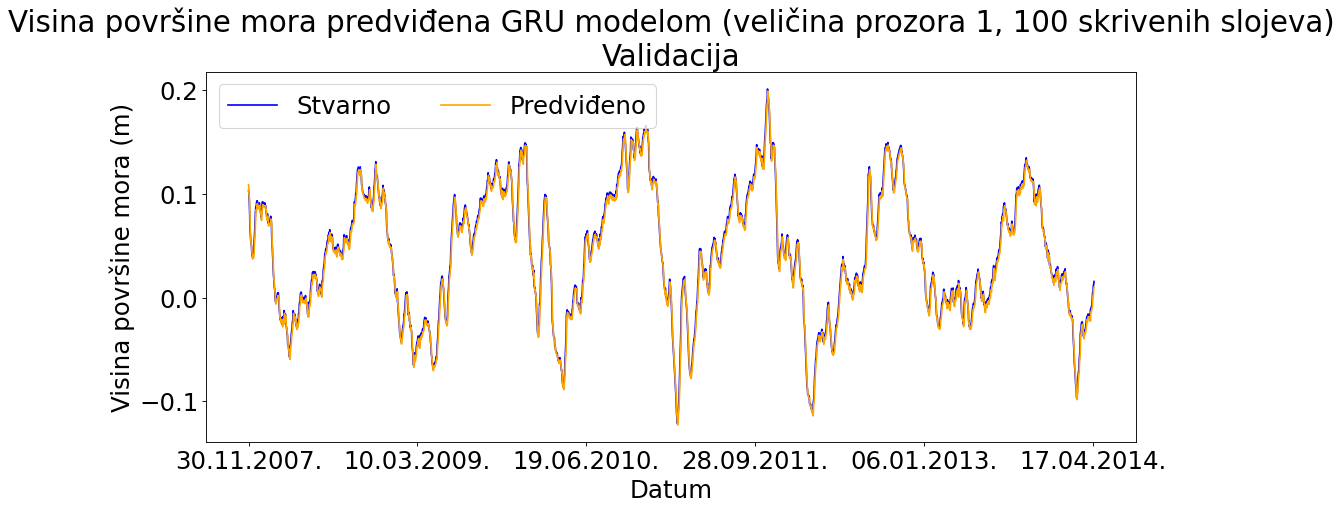 Visina površine mora predviđena GRU modelom (veličina prozora 1, 100 skrivenih slojeva)
Validacija
Stvarno Predviđeno
Visina površine mora (m)
0.2
0.1
0.0
−0.1
30.11.2007. 10.03.2009. 19.06.2010. 28.09.2011. 06.01.2013. 17.04.2014.
Datum